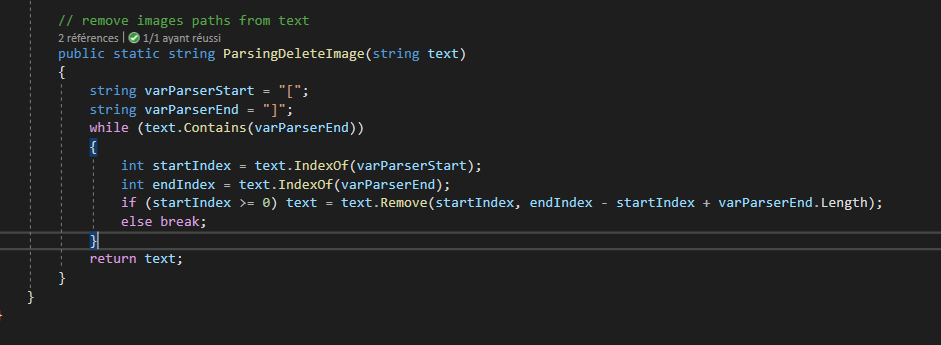 // remove images paths from text
2 références | 1/1 ayant réussi
public static string ParsingDeleteImage(string text)
{
string varParserStart = "[";
string varParserEnd = "]";
while (text.Contains(varParserEnd))
{
int startIndex = text.IndexOf(varParserStart);
int endIndex = text.IndexOf(varParserEnd);
if (startIndex >= 0) text = text.Remove(startIndex, endIndex - startIndex + varParserEnd.Length);
else break;
}
return text;
}
}
}